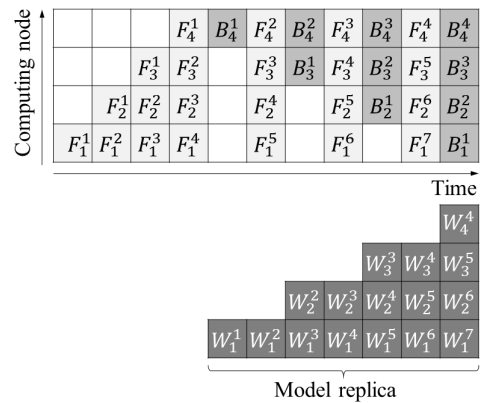 Computing node
F_4^1 B_4^1 F_4^2 B_4^2 F_4^3 B_4^3 F_4^4 B_4^4
F_3^1 F_3^2 F_3^3 B_3^1 F_3^4 B_3^2 F_3^5 B_3^3
F_2^1 F_2^2 F_2^3 F_2^4 F_2^5 B_2^1 F_2^6 B_2^2
F_1^1 F_1^2 F_1^3 F_1^4 F_1^5 F_1^6 F_1^7 B_1^1
Time
W_4^4
W_3^3 W_3^4 W_3^5
W_2^2 W_2^3 W_2^4 W_2^5 W_2^6
W_1^1 W_1^2 W_1^3 W_1^4 W_1^5 W_1^6 W_1^7
Model replica